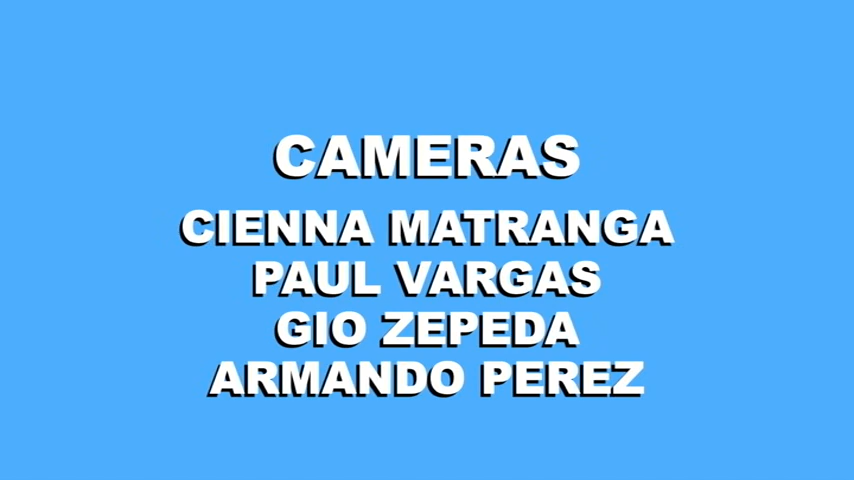 CAMERAS
CIENNA MATRANGA
PAUL VARGAS
GIO ZEPEDA
ARMANDO PEREZ